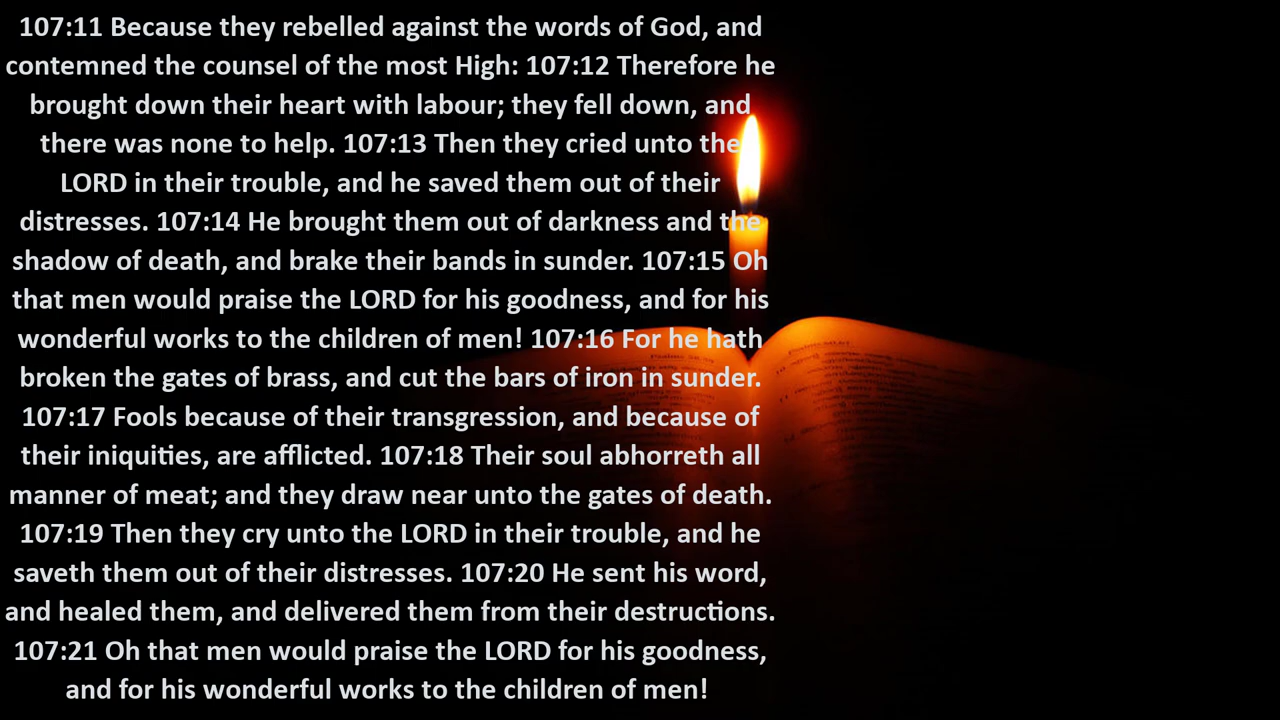 107:11 Because they rebelled against the words of God, and
contemned the counsel of the most High: 107:12 Therefore he
brought down their heart with labour; they fell down, and
there was none to help. 107:13 Then they cried unto the
LORD in their trouble, and he saved them out of their
distresses. 107:14 He brought them out of darkness and the
shadow of death, and brake their bands in sunder. 107:15 Oh
that men would praise the LORD for his goodness, and for his
wonderful works to the children of men! 107:16 For he hath
broken the gates of brass, and cut the bars of iron in sunder.
107:17 Fools because of their transgression, and because of
their iniquities, are afflicted. 107:18 Their soul abhorreth all
manner of meat; and they draw near unto the gates of death.
107:19 Then they cry unto the LORD in their trouble, and he
saveth them out of their distresses. 107:20 He sent his word,
and healed them, and delivered them from their destructions.
107:21 Oh that men would praise the LORD for his goodness,
and for his wonderful works to the children of men!